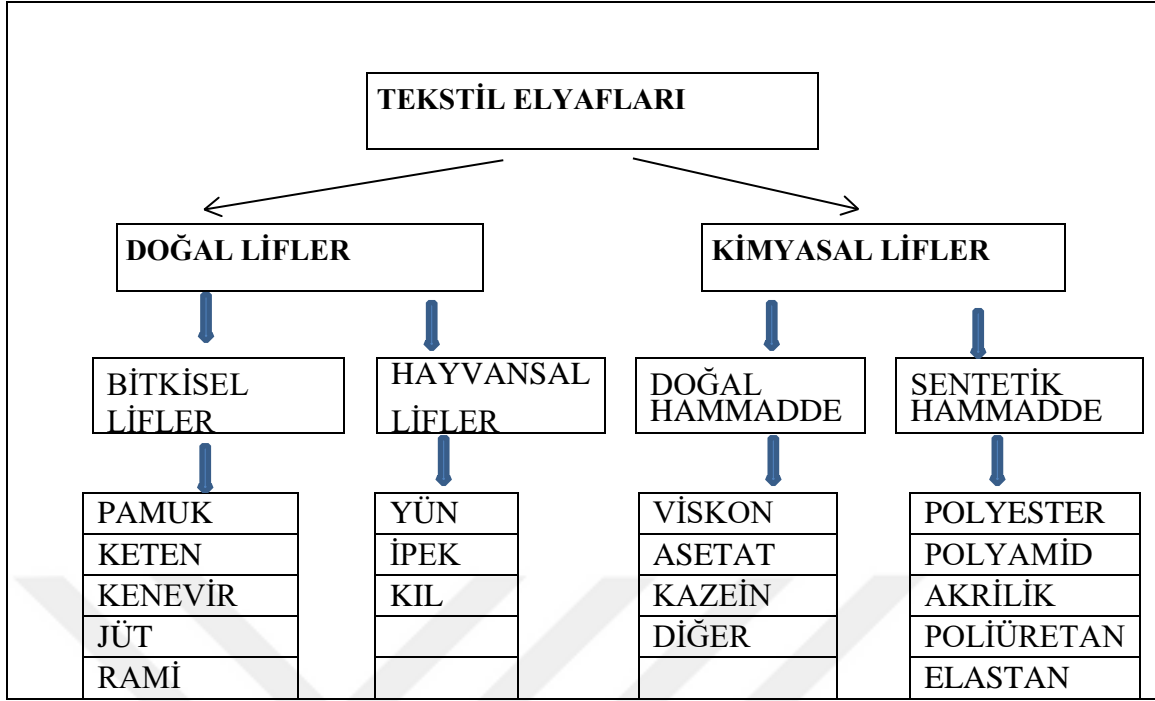 TEKSTİL ELYAFLARI
DOĞAL LİFLER
KİMYASAL LİFLER
BİTKİSEL
LİFLER
HAYVANSAL
LİFLER
DOĞAL
HAMMADDE
SENTETİK
HAMMADDE
PAMUK
KETEN
KENEVİR
JÜT
RAMİ
YÜN
İPEK
KIL
VİSKON
ASETAT
KAZEİN
DİĞER
POLYESTER
POLYAMİD
AKRİLİK
POLİÜRETAN
ELASTAN